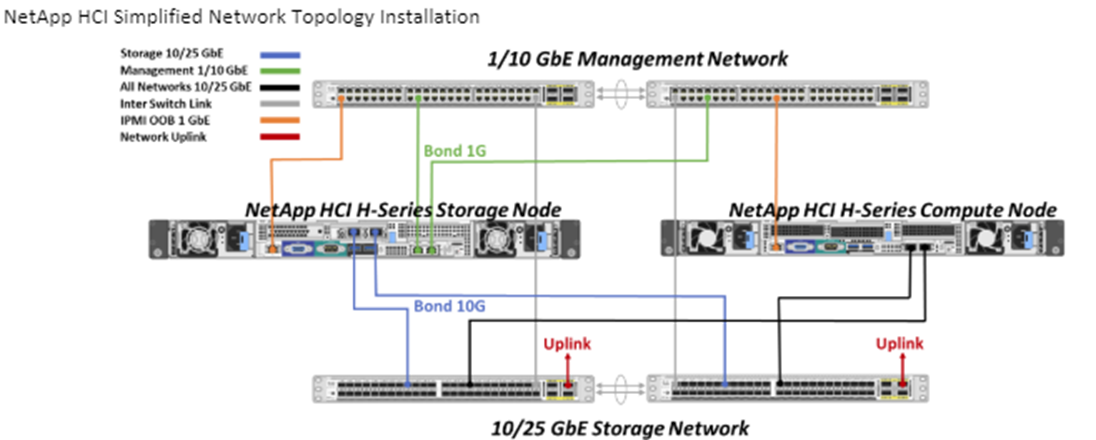 NetApp HCI Simplified Network Topology Installation
Storage 10/25 GbE
Management 1/10 GbE
All Networks 10/25 GbE
Inter Switch Link
IPMI OOB 1 GbE
Network Uplink
1/10 GbE Management Network
Bond 1G
NetApp HCI H-Series Storage Node
NetApp HCI H-Series Compute Node
Bond 10G
Uplink
Uplink
10/25 GbE Storage Network